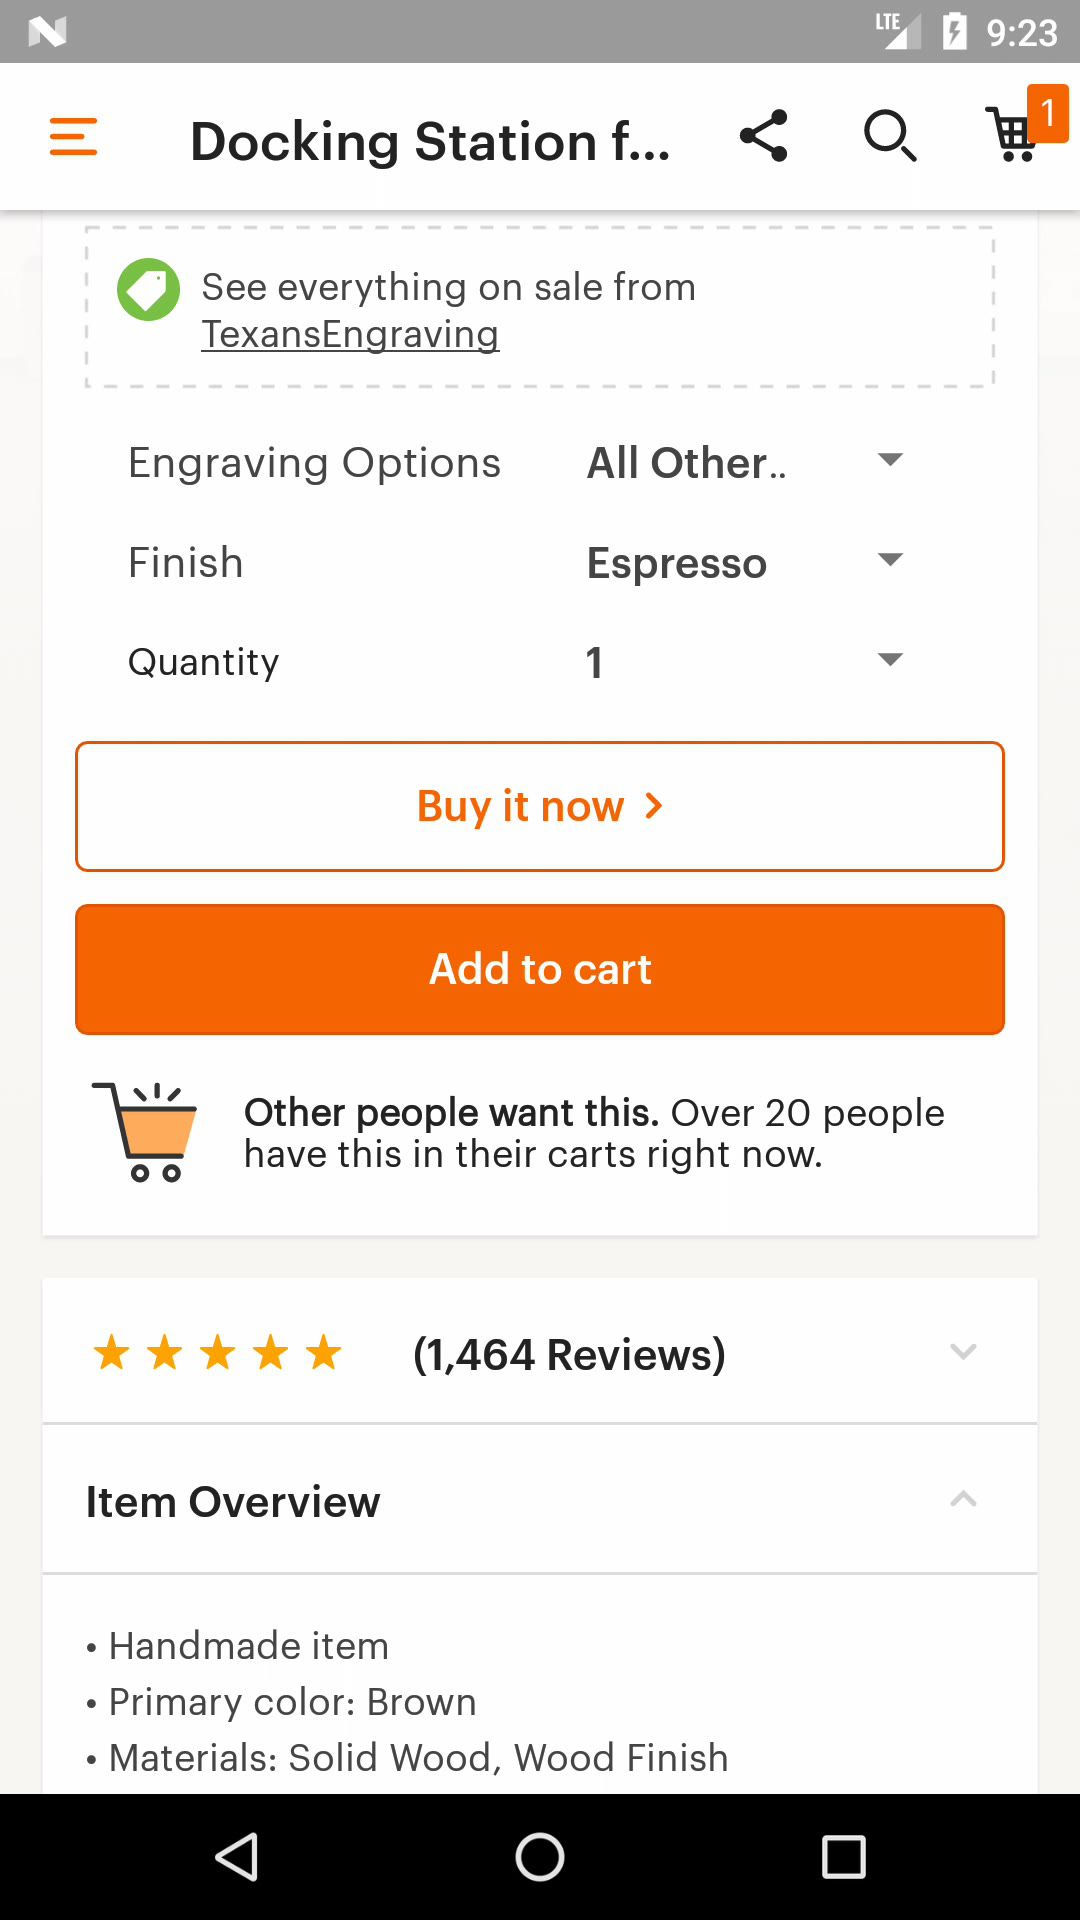 LTE 9:23
Docking Station f...
1
See everything on sale from
TexansEngraving
Engraving Options All Other..
Finish Espresso
Quantity 1
Buy it now >
Add to cart
Other people want this. Over 20 people
have this in their carts right now.
(1,464 Reviews)
Item Overview
• Handmade item
• Primary color: Brown
• Materials: Solid Wood, Wood Finish